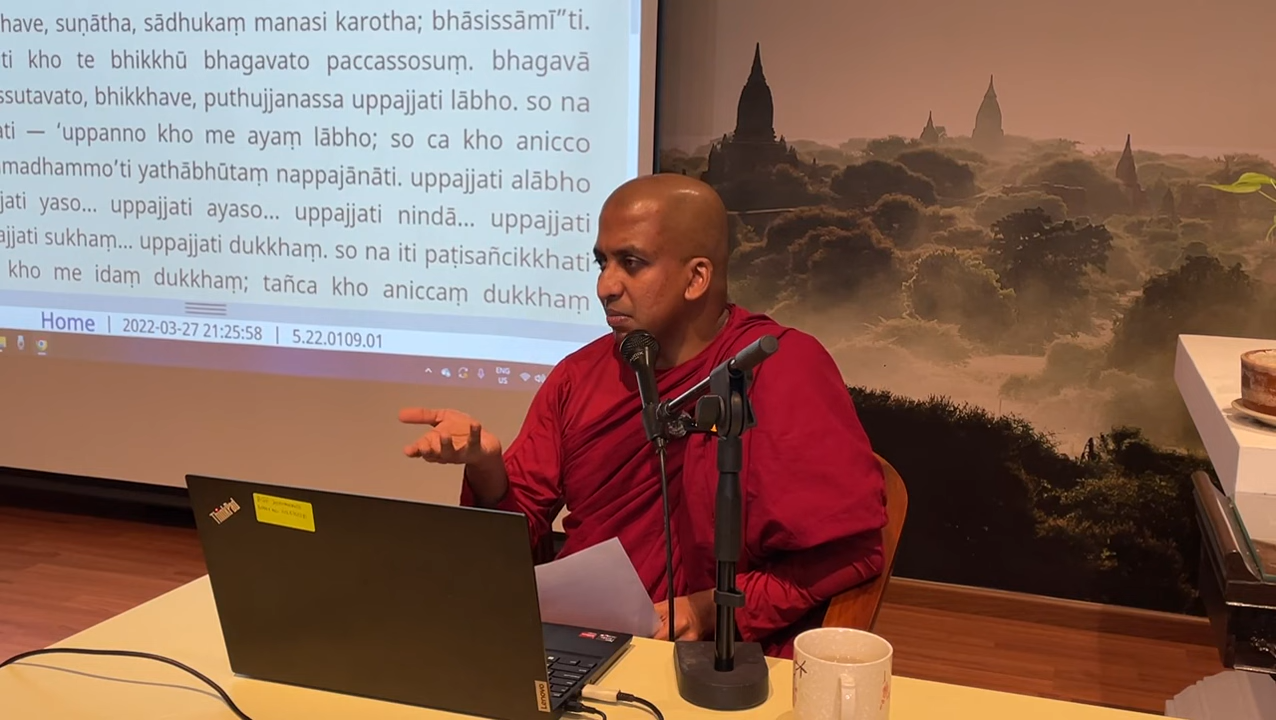 have, suṇātha, sādhukaṃ manasi karotha; bhāsissāmī”ti.
ti kho te bhikkhū bhagavato paccassosuṃ. bhagavā
ssutavato, bhikkhave, puthujjanassa uppajjati lābho. so na
ati — ‘uppanno kho me ayaṃ lābho; so ca kho anicco
madhammo’ti yathābhūtaṃ nappajānāti. uppajjati alābho
jati yaso... uppajjati ayaso... uppajjati nindā... uppajjati
ajjati sukhaṃ... uppajjati dukkhaṃ. so na iti paṭisañcikkhati
kho me idaṃ dukkhaṃ; tañca kho aniccaṃ dukkhaṃ
Home | 2022-03-27 21:25:58 | 5.22.0109.01
ENG
US
ThinkPad
Lenovo